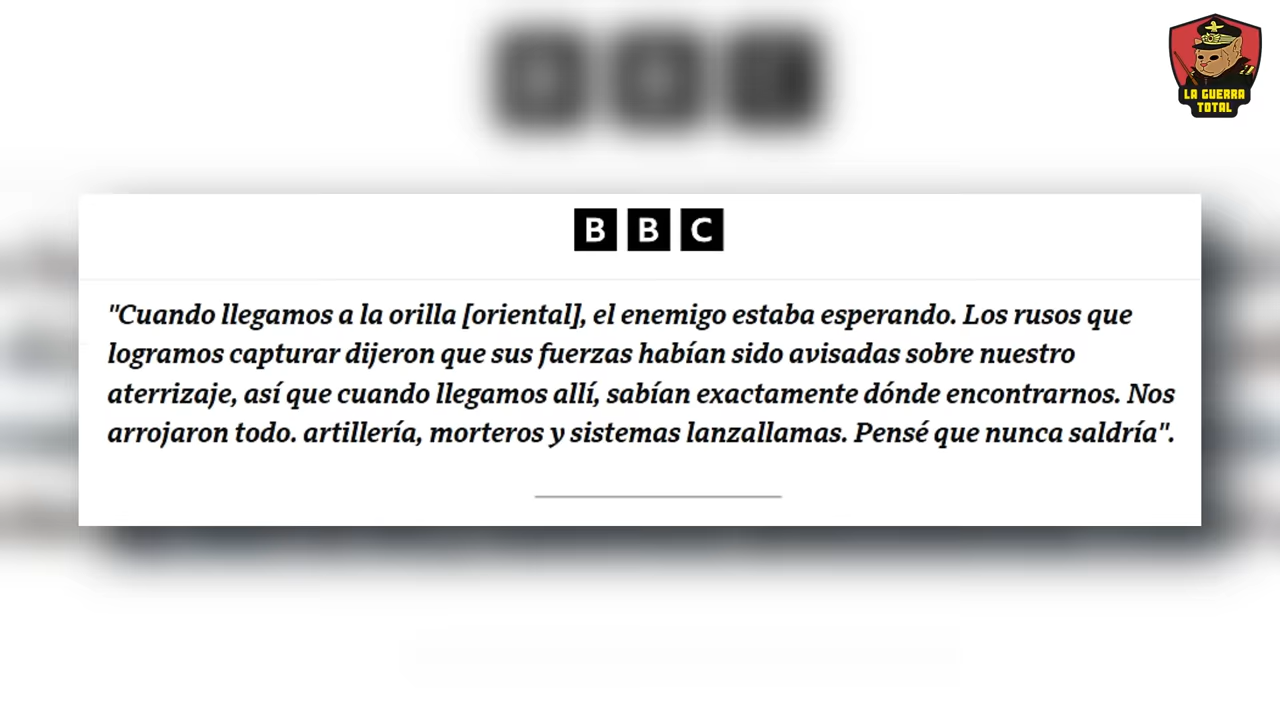 LA GUERRA
TOTAL
BBC
"Cuando llegamos a la orilla [oriental], el enemigo estaba esperando. Los rusos que
logramos capturar dijeron que sus fuerzas habían sido avisadas sobre nuestro
aterrizaje, así que cuando llegamos allí, sabían exactamente dónde encontrarnos. Nos
arrojaron todo. artillería, morteros y sistemas lanzallamas. Pensé que nunca saldría".